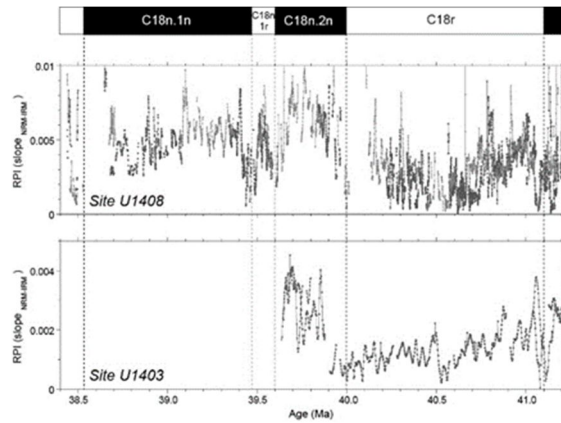 C18n.1n C18n 1r C18n.2n C18r
0.01
0.005
0
RPI (slope NRM-IRM)
Site U1408
0.004
0.002
0
RPI (slope NRM-IRM)
Site U1403
38.5 39.0 39.5 40.0 40.5 41.0
Age (Ma)